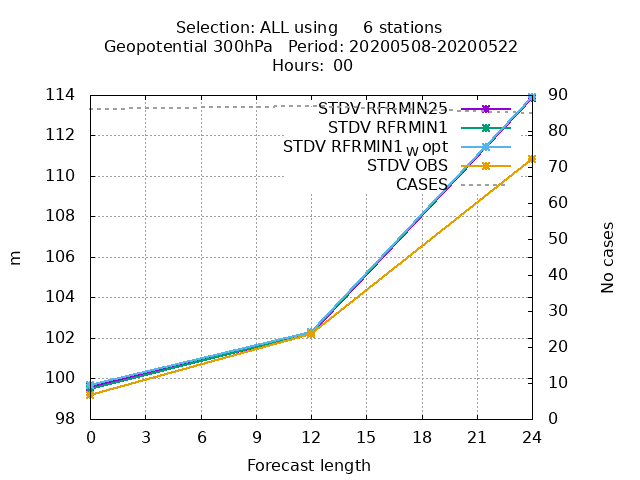 Selection: ALL using     6 stations
Geopotential 300hPa   Period: 20200508-20200522
Hours: 00
114
112
110
108
106
104
102
100
98
90
80
70
60
50
40
30
20
10
0
m
No cases
STDV RFRMIN25
STDV RFRMIN1
STDV RFRMIN1_W opt
STDV OBS
CASES
0 3 6 9 12 15 18 21 24
Forecast length